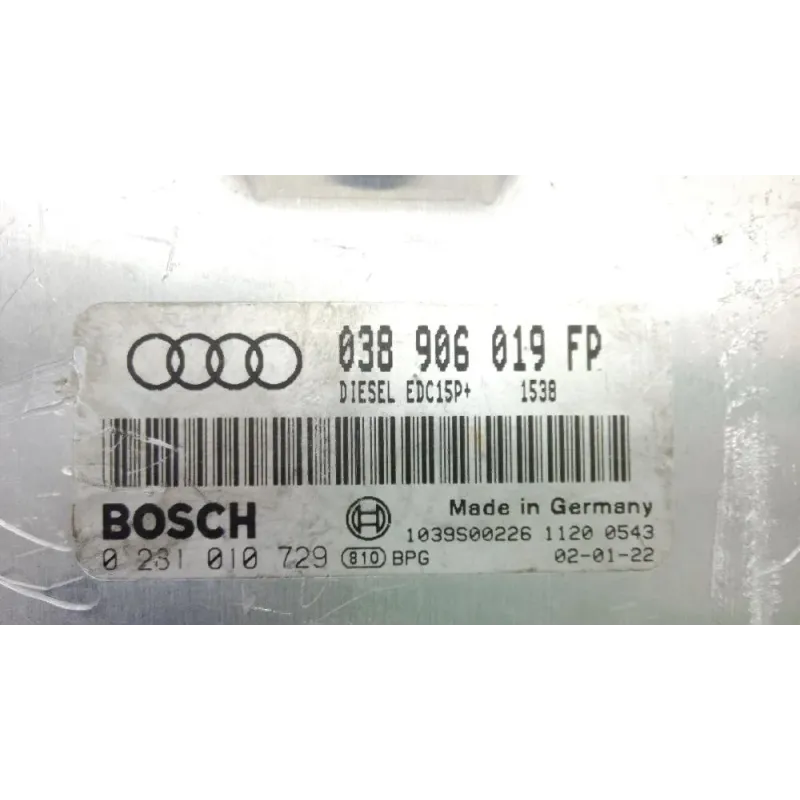 038 906 019 FP
DIESEL EDC15P+ 1538
BOSCH Made in Germany
1039S00226 1120 0543
0 231 010 729 810 BPG 02-01-22